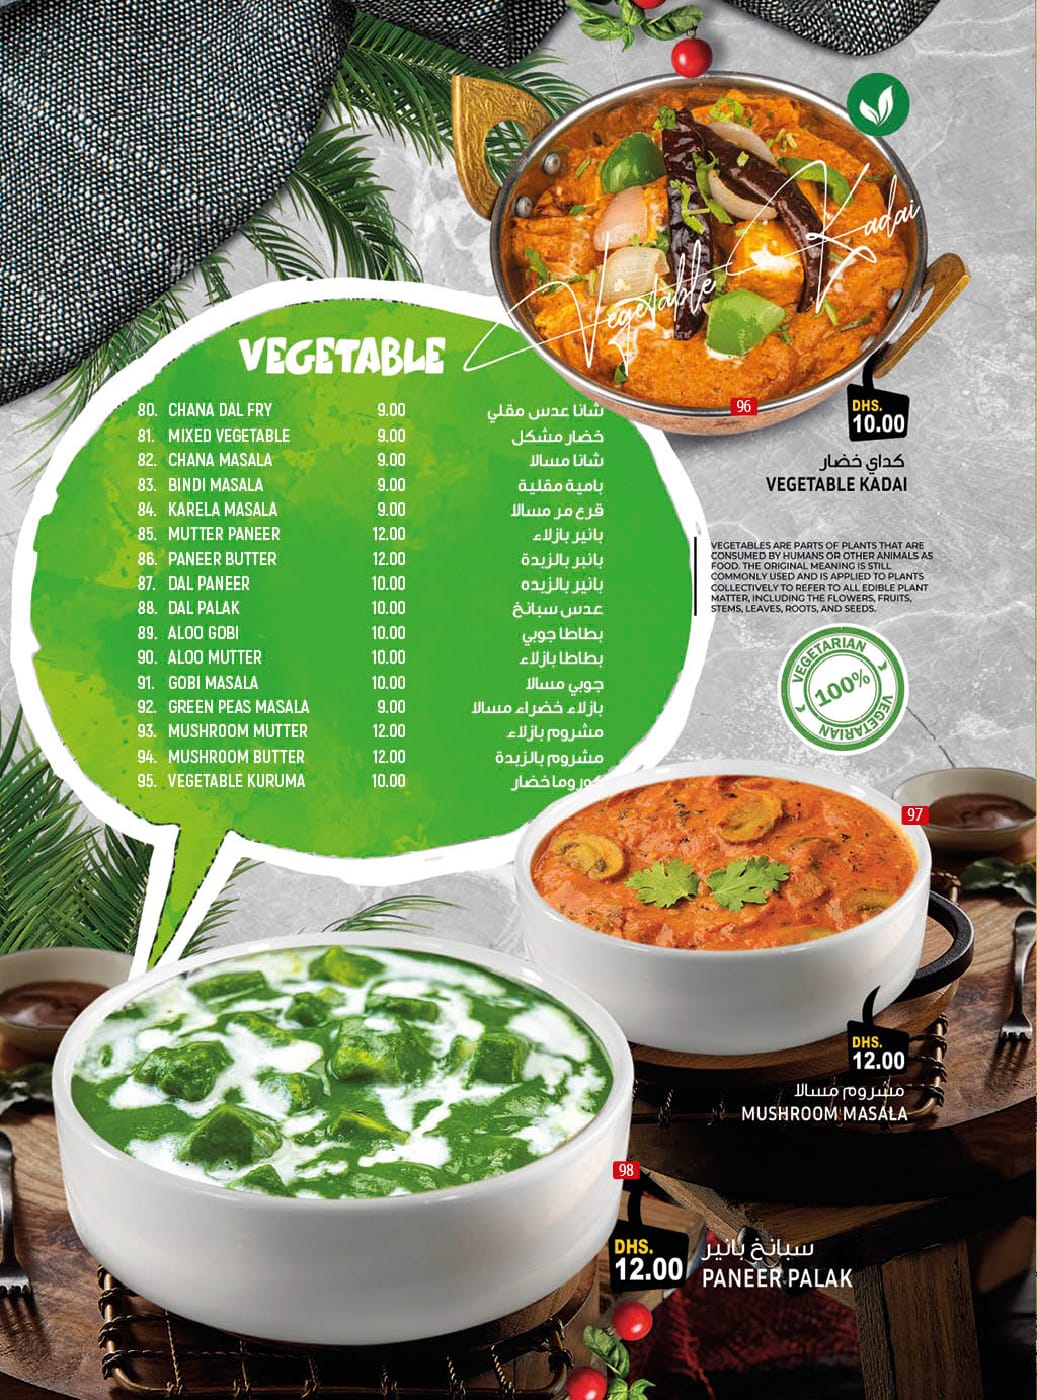 Vegetable Kadai
VEGETABLE
80. CHANA DAL FRY 9.00 شانا عدس مقلي
81. MIXED VEGETABLE 9.00 خضار مشكل
82. CHANA MASALA 9.00 شانا مسالا
83. BINDI MASALA 9.00 بامية مقلية
84. KARELA MASALA 9.00 قرع مر مسالا
85. MUTTER PANEER 12.00 بانير بازلاء
86. PANEER BUTTER 12.00 بانير بالزبدة
87. DAL PANEER 10.00 بانير بالزبده
88. DAL PALAK 10.00 عدس سبانخ
89. ALOO GOBI 10.00 بطاطا جوبي
90. ALOO MUTTER 10.00 بطاطا بازلاء
91. GOBI MASALA 10.00 جوبي مسالا
92. GREEN PEAS MASALA 9.00 بازلاء خضراء مسالا
93. MUSHROOM MUTTER 12.00 مشروم بازلاء
94. MUSHROOM BUTTER 12.00 مشروم بالزبدة
95. VEGETABLE KURUMA 10.00 كوروما خضار
96
DHS.
10.00
كداي خضار
VEGETABLE KADAI
VEGETABLES ARE PARTS OF PLANTS THAT ARE
CONSUMED BY HUMANS OR OTHER ANIMALS AS
FOOD. THE ORIGINAL MEANING IS STILL
COMMONLY USED AND IS APPLIED TO PLANTS
COLLECTIVELY TO REFER TO ALL EDIBLE PLANT
MATTER, INCLUDING THE FLOWERS, FRUITS,
STEMS, LEAVES, ROOTS, AND SEEDS.
VEGETARIAN
100%
VEGETARIAN
97
DHS.
12.00
مشروم مسالا
MUSHROOM MASALA
98
DHS.
12.00
سبانخ بانير
PANEER PALAK